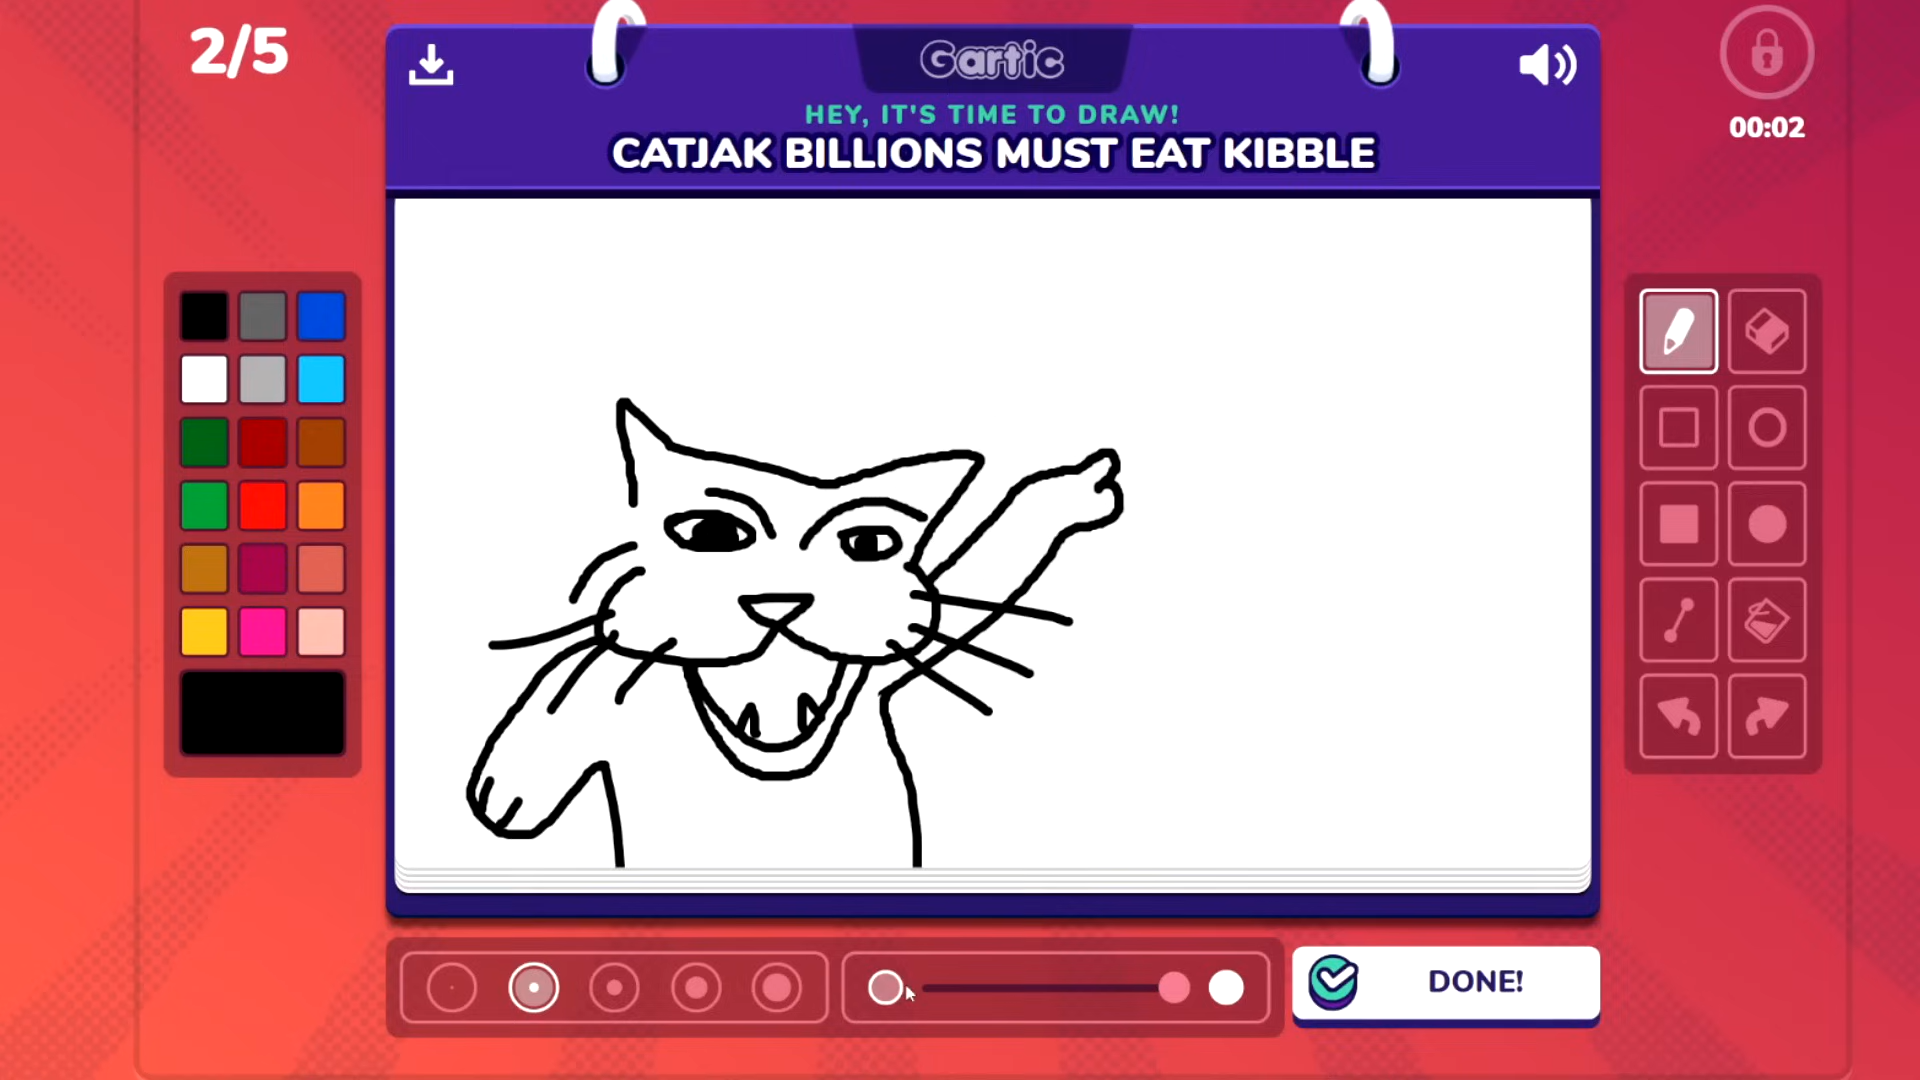 2/5
Gartic
HEY, IT'S TIME TO DRAW!
CATJAK BILLIONS MUST EAT KIBBLE
00:02
DONE!